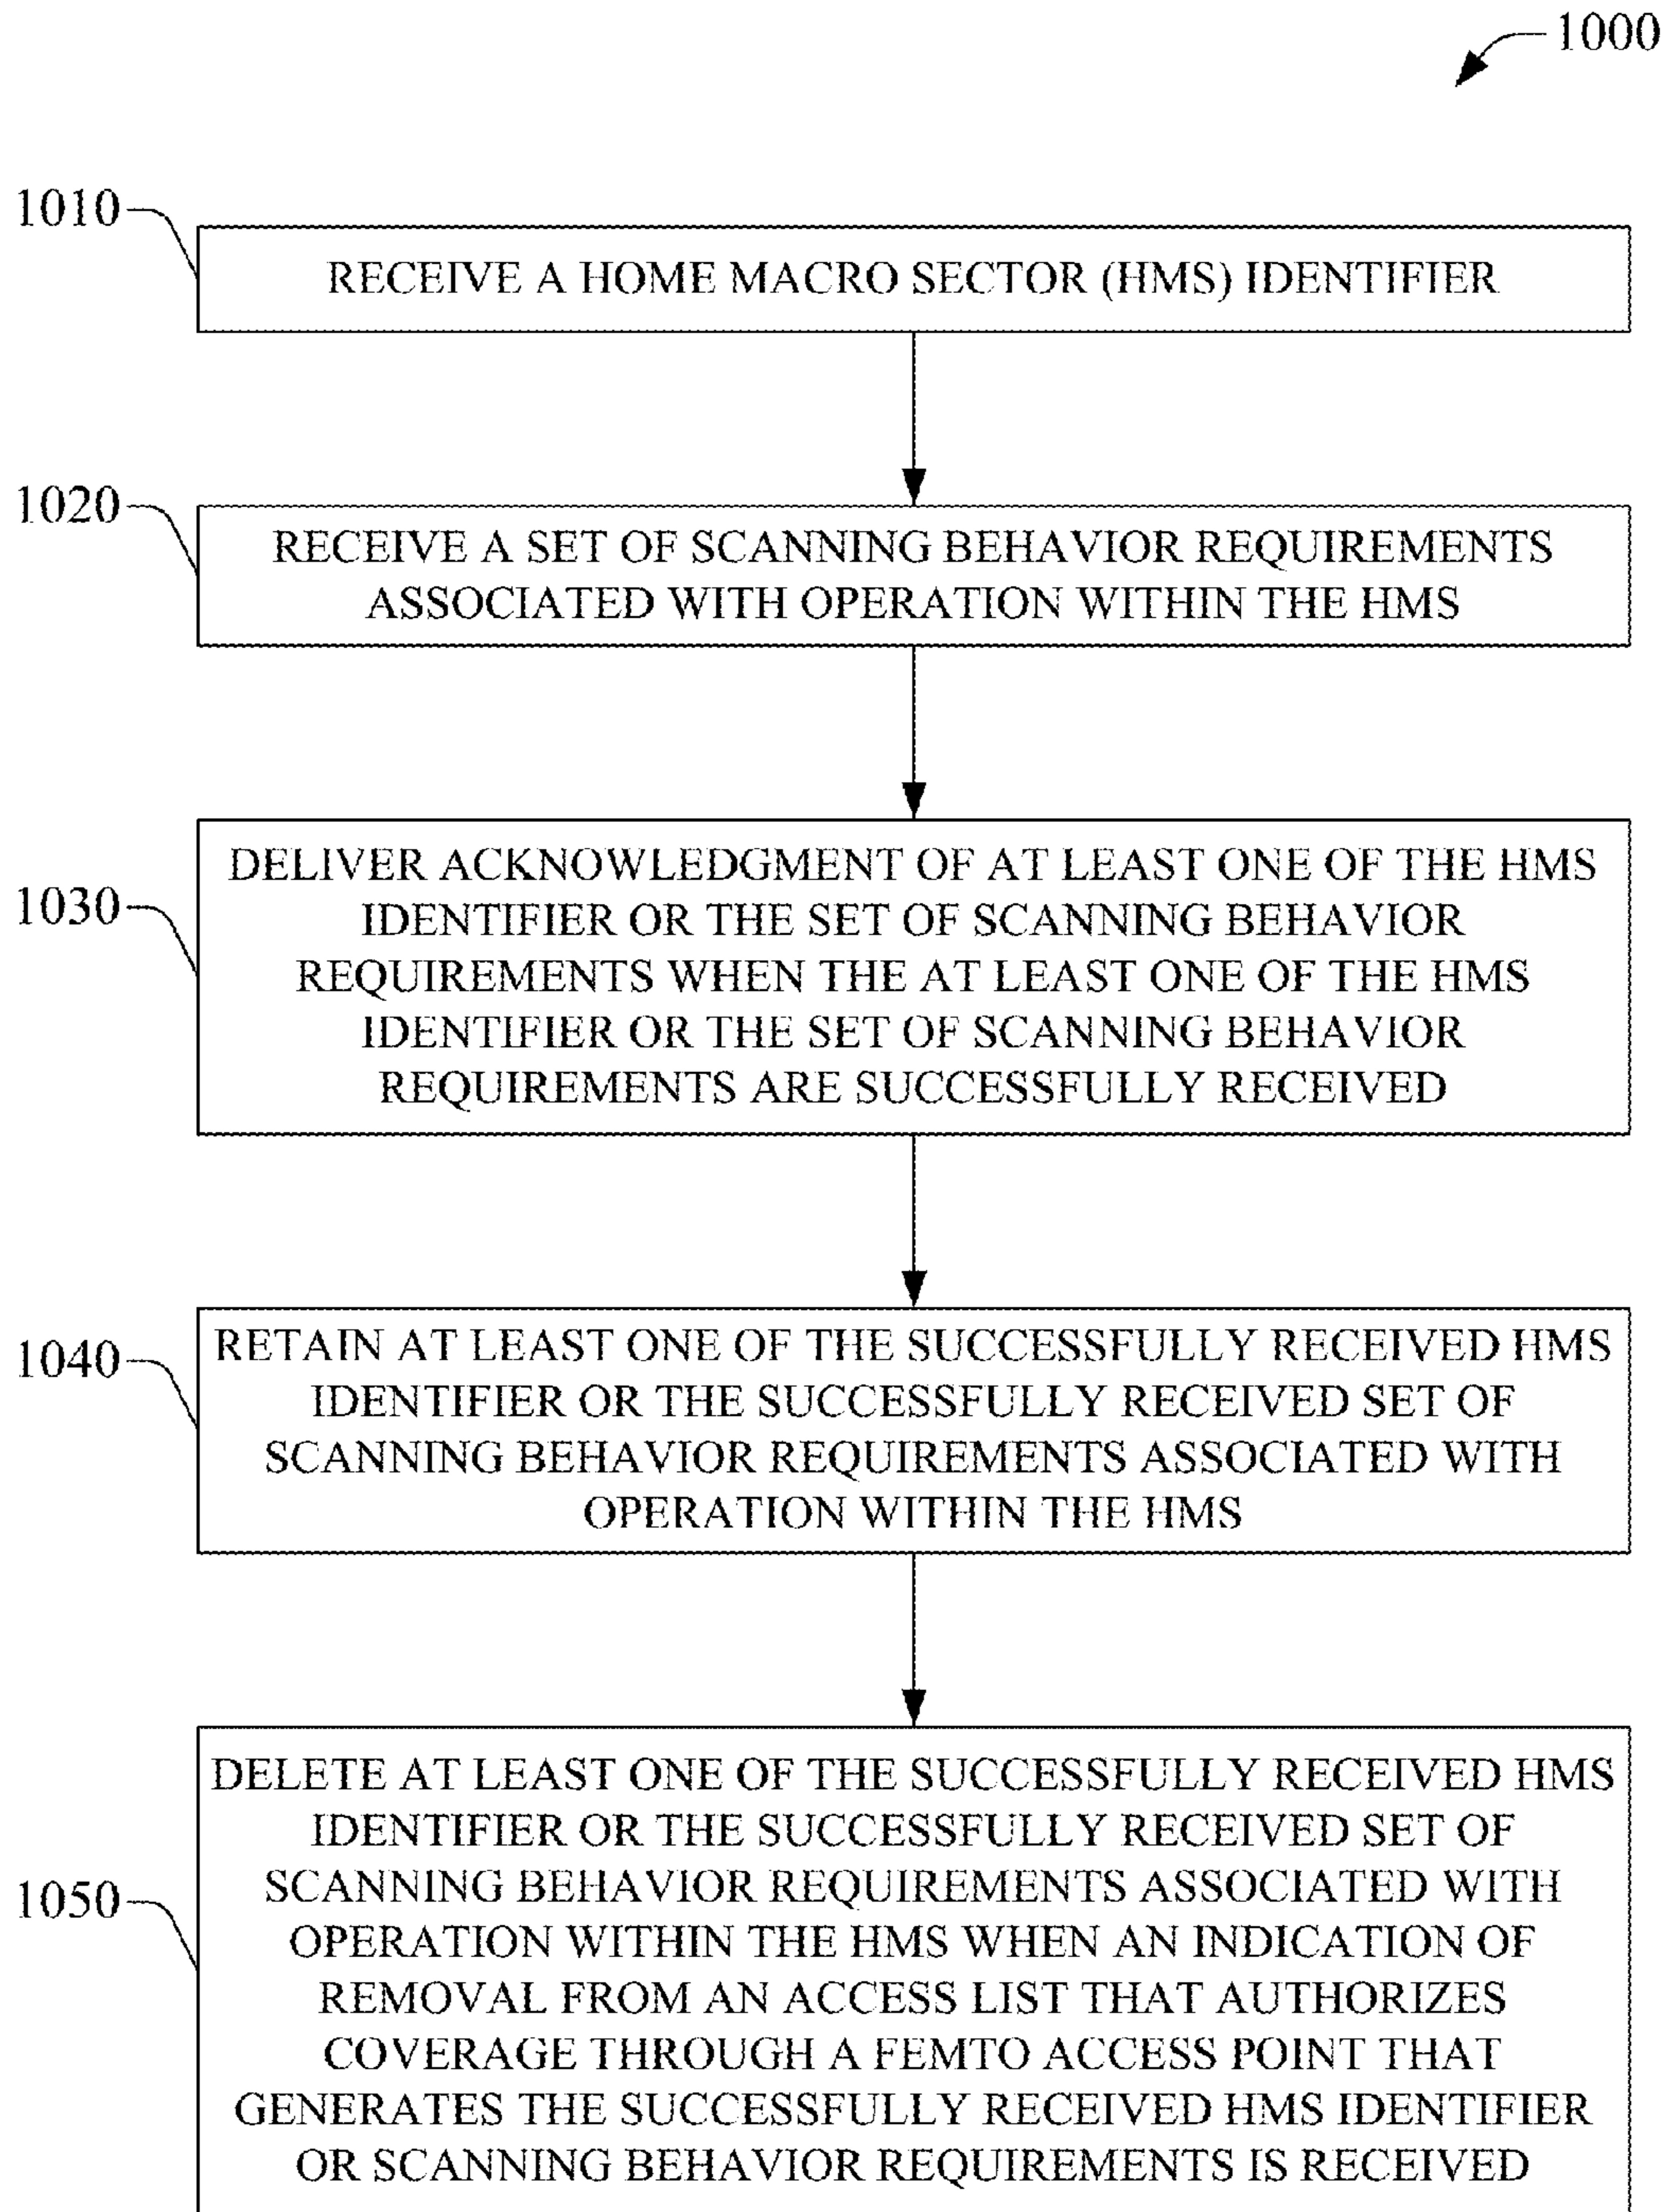 1000
1010
RECEIVE A HOME MACRO SECTOR (HMS) IDENTIFIER
1020
RECEIVE A SET OF SCANNING BEHAVIOR REQUIREMENTS
ASSOCIATED WITH OPERATION WITHIN THE HMS
1030
DELIVER ACKNOWLEDGMENT OF AT LEAST ONE OF THE HMS
IDENTIFIER OR THE SET OF SCANNING BEHAVIOR
REQUIREMENTS WHEN THE AT LEAST ONE OF THE HMS
IDENTIFIER OR THE SET OF SCANNING BEHAVIOR
REQUIREMENTS ARE SUCCESSFULLY RECEIVED
1040
RETAIN AT LEAST ONE OF THE SUCCESSFULLY RECEIVED HMS
IDENTIFIER OR THE SUCCESSFULLY RECEIVED SET OF
SCANNING BEHAVIOR REQUIREMENTS ASSOCIATED WITH
OPERATION WITHIN THE HMS
1050
DELETE AT LEAST ONE OF THE SUCCESSFULLY RECEIVED HMS
IDENTIFIER OR THE SUCCESSFULLY RECEIVED SET OF
SCANNING BEHAVIOR REQUIREMENTS ASSOCIATED WITH
OPERATION WITHIN THE HMS WHEN AN INDICATION OF
REMOVAL FROM AN ACCESS LIST THAT AUTHORIZES
COVERAGE THROUGH A FEMTO ACCESS POINT THAT
GENERATES THE SUCCESSFULLY RECEIVED HMS IDENTIFIER
OR SCANNING BEHAVIOR REQUIREMENTS IS RECEIVED